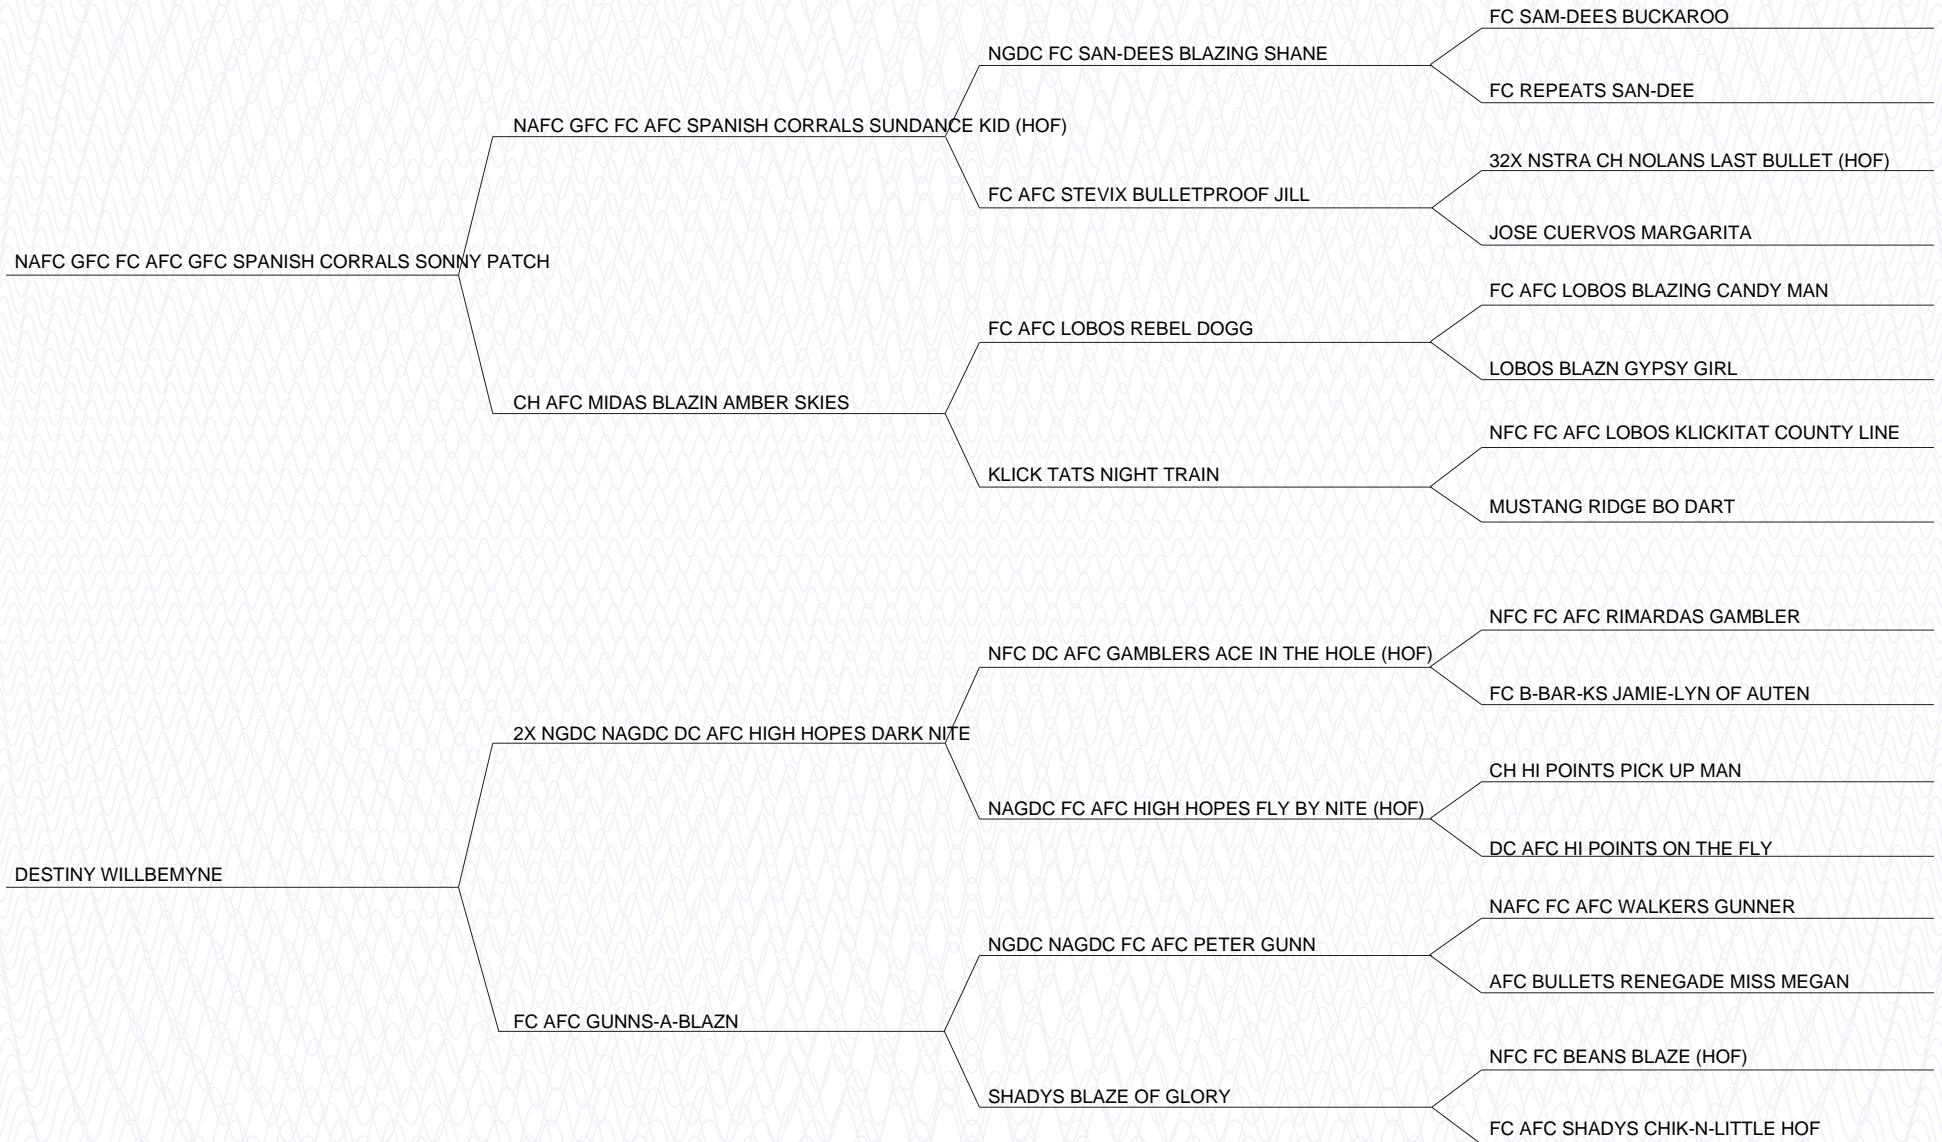 FC SAM-DEES BUCKAROO
NGDC FC SAN-DEES BLAZING SHANE
FC REPEATS SAN-DEE
NAFC GFC FC AFC SPANISH CORRALS SUNDANCE KID (HOF)
32X NSTRA CH NOLANS LAST BULLET (HOF)
FC AFC STEVIX BULLETPROOF JILL
JOSE CUERVOS MARGARITA
NAFC GFC FC AFC GFC SPANISH CORRALS SONNY PATCH
FC AFC LOBOS BLAZING CANDY MAN
FC AFC LOBOS REBEL DOGG
LOBOS BLAZN GYPSY GIRL
CH AFC MIDAS BLAZIN AMBER SKIES
NFC FC AFC LOBOS KLICKITAT COUNTY LINE
KLICK TATS NIGHT TRAIN
MUSTANG RIDGE BO DART
NFC FC AFC RIMARDAS GAMBLER
NFC DC AFC GAMBLERS ACE IN THE HOLE (HOF)
FC B-BAR-KS JAMIE-LYN OF AUTEN
2X NGDC NAGDC DC AFC HIGH HOPES DARK NITE
CH HI POINTS PICK UP MAN
NAGDC FC AFC HIGH HOPES FLY BY NITE (HOF)
DC AFC HI POINTS ON THE FLY
DESTINY WILLBEMYNE
NAFC FC AFC WALKERS GUNNER
NGDC NAGDC FC AFC PETER GUNN
AFC BULLETS RENEGADE MISS MEGAN
FC AFC GUNNS-A-BLAZN
NFC FC BEANS BLAZE (HOF)
SHADYS BLAZE OF GLORY
FC AFC SHADYS CHIK-N-LITTLE HOF